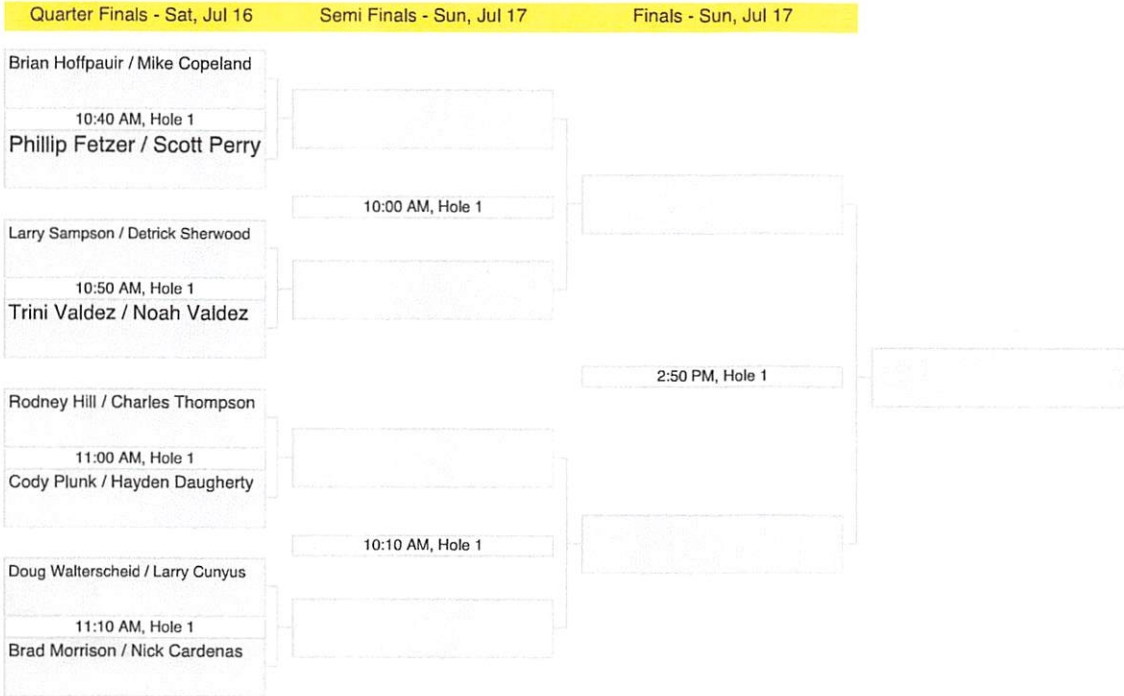 Quarter Finals - Sat, Jul 16
Semi Finals - Sun, Jul 17
Finals - Sun, Jul 17
Brian Hoffpauir / Mike Copeland
10:40 AM, Hole 1
Phillip Fetzer / Scott Perry
10:00 AM, Hole 1
Larry Sampson / Detrick Sherwood
10:50 AM, Hole 1
Trini Valdez / Noah Valdez
2:50 PM, Hole 1
Rodney Hill / Charles Thompson
11:00 AM, Hole 1
Cody Plunk / Hayden Daugherty
10:10 AM, Hole 1
Doug Walterscheid / Larry Cunyus
11:10 AM, Hole 1
Brad Morrison / Nick Cardenas